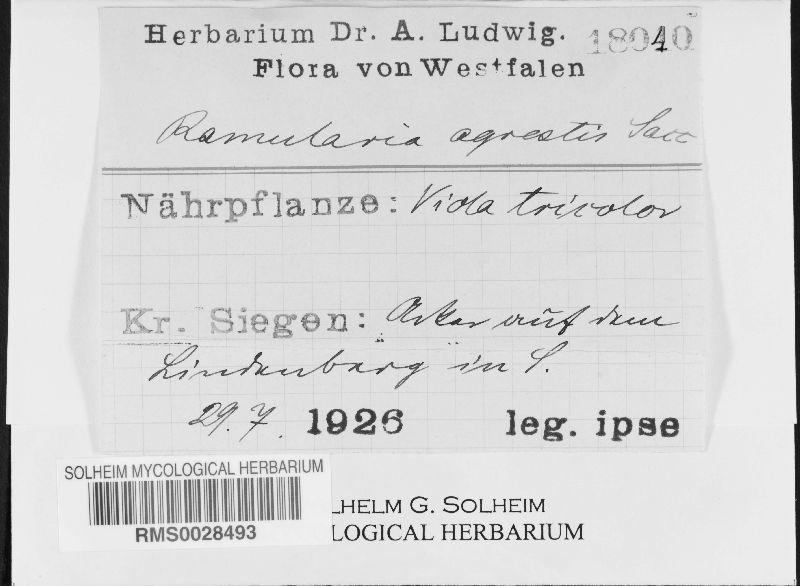 Herbarium Dr. A. Ludwig. 18040
Flora von Westfalen
Ramularia agrestis Sacc
Nährpflanze: Viola tricolor
Kr. Siegen: Acker auf dem
Lindenberg in S.
29.7. 1926 leg. ipse
SOLHEIM MYCOLOGICAL HERBARIUM
RMS0028493
LHELM G. SOLHEIM
LOGICAL HERBARIUM